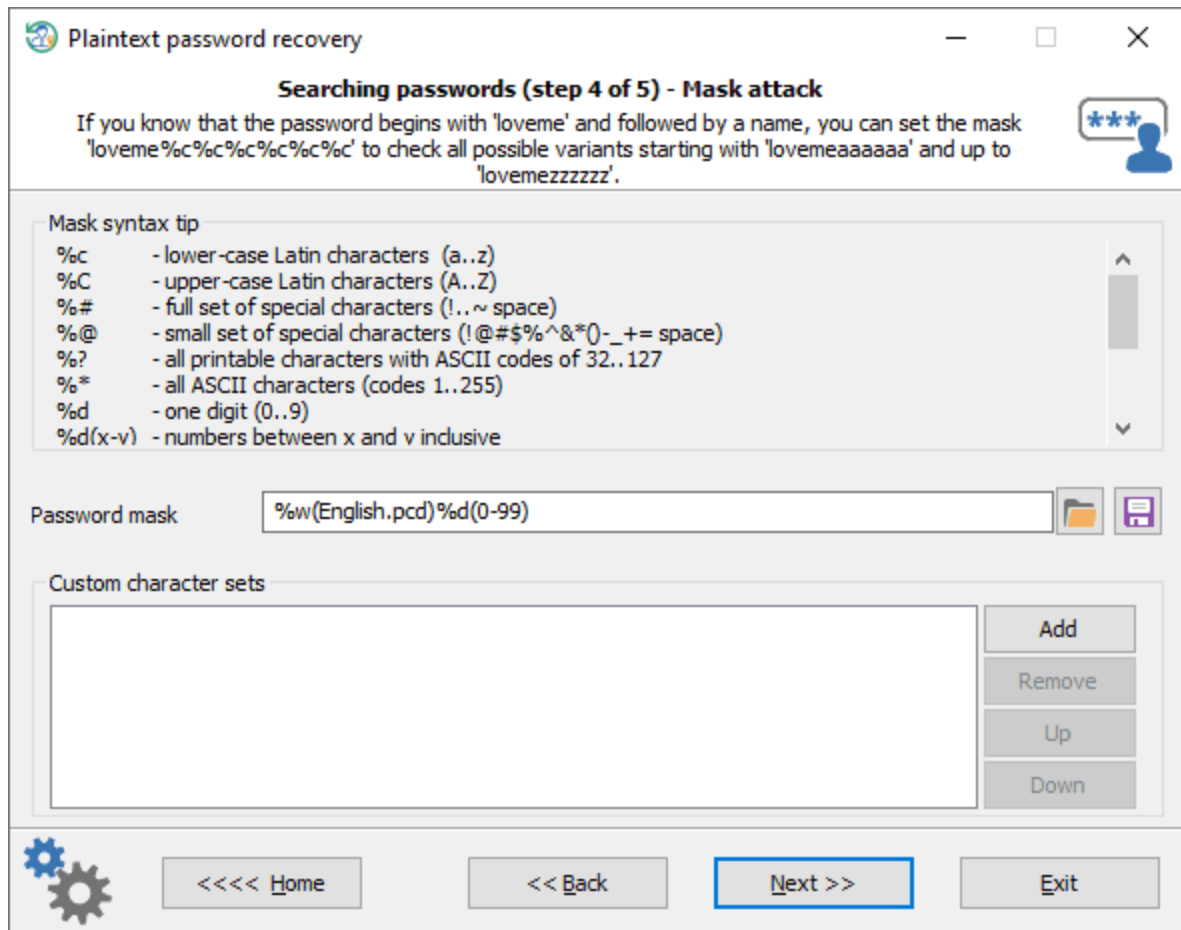 Plaintext password recovery
Searching passwords (step 4 of 5) - Mask attack
If you know that the password begins with 'loveme' and followed by a name, you can set the mask
'loveme%c%c%c%c%c%c' to check all possible variants starting with 'lovemeaaaaaa' and up to
'lovemezzzzzz'.
***
Mask syntax tip
%c - lower-case Latin characters (a..z)
%C - upper-case Latin characters (A..Z)
%# - full set of special characters (!..~ space)
%@ - small set of special characters (!@#$%^&*()-_+= space)
%? - all printable characters with ASCII codes of 32..127
%* - all ASCII characters (codes 1..255)
%d - one digit (0..9)
%d(x-y) - numbers between x and y inclusive
Password mask %w(English.pcd)%d(0-99)
Custom character sets
Add
Remove
Up
Down
<<<< Home << Back Next >> Exit